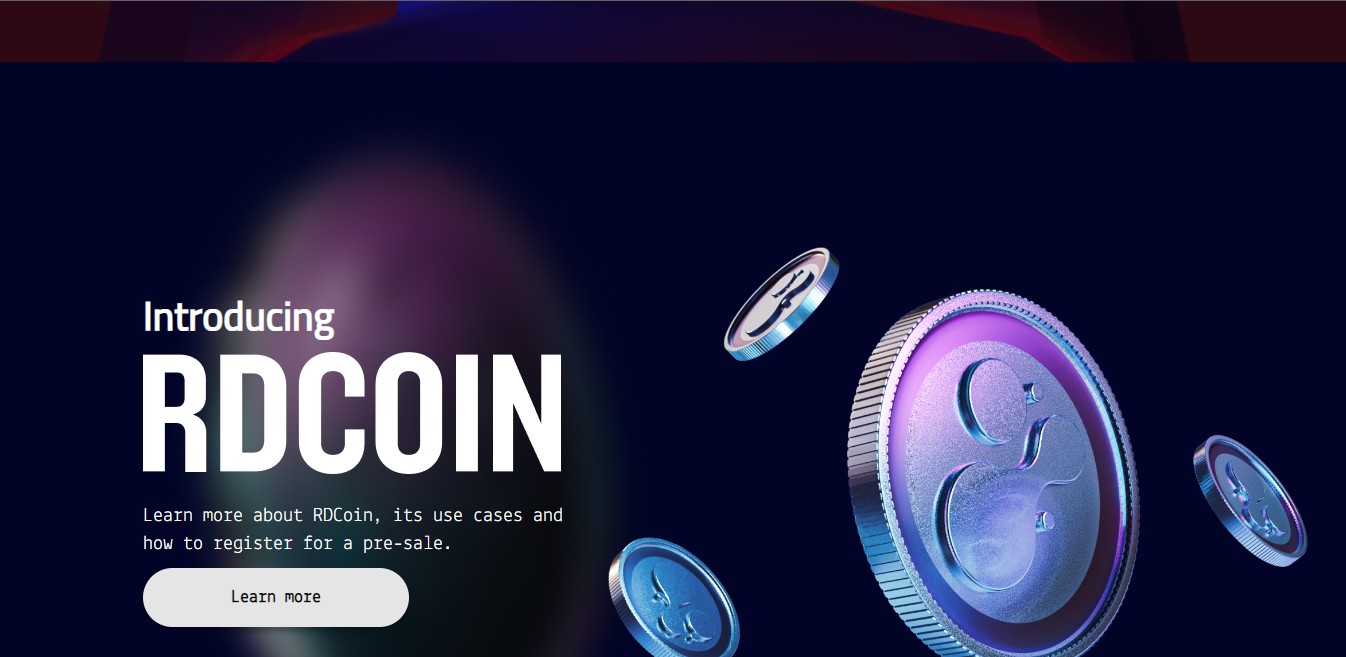 Introducing
RDCOIN
Learn more about RDCoin, its use cases and
how to register for a pre-sale.
Learn more